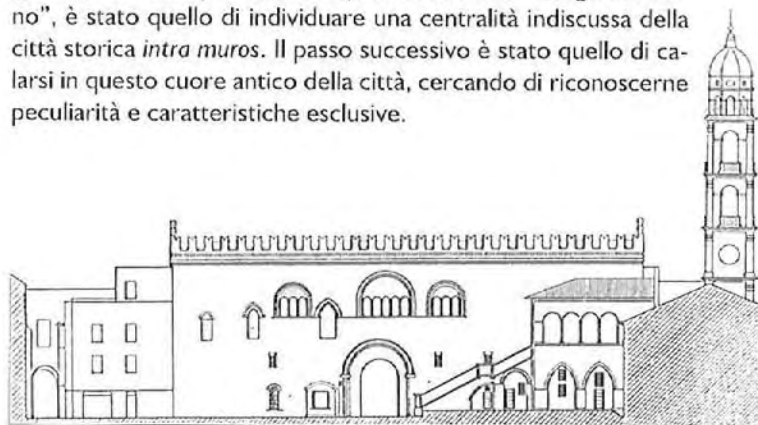 no”, è stato quello di individuare una centralità indiscussa della
città storica intra muros. Il passo successivo è stato quello di ca-
larsi in questo cuore antico della città, cercando di riconoscerne
peculiarità e caratteristiche esclusive.